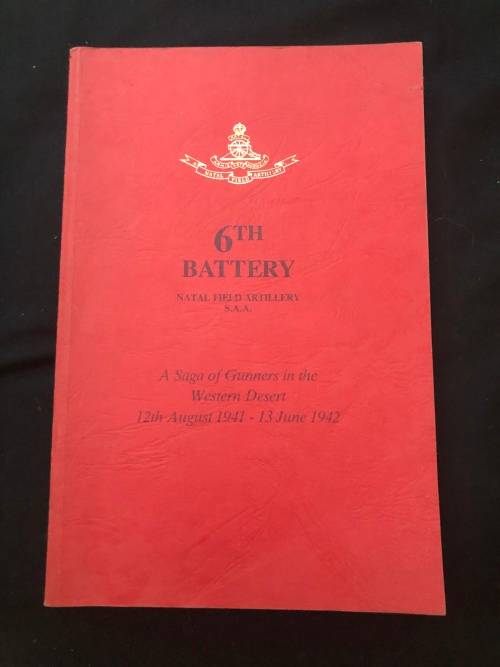 NATAL FIELD ARTILLERY
6TH
BATTERY
NATAL FIELD ARTILLERY
S.A.A.
A Saga of Gunners in the
Western Desert
12th August 1941 - 13 June 1942